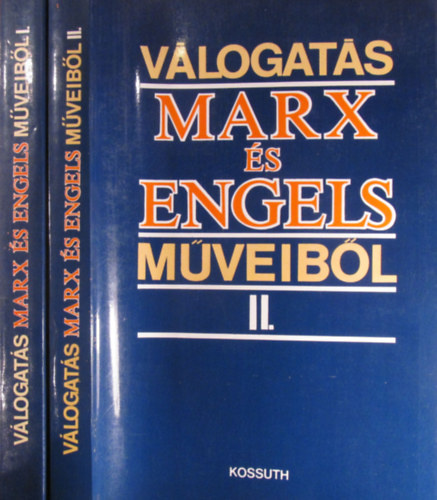 VÁLOGATÁS MARX ÉS ENGELS MŰVEIBŐL I.
VÁLOGATÁS MARX ÉS ENGELS MŰVEIBŐL II.
VÁLOGATÁS
MARX
ÉS
ENGELS
MŰVEIBŐL
II.
KOSSUTH